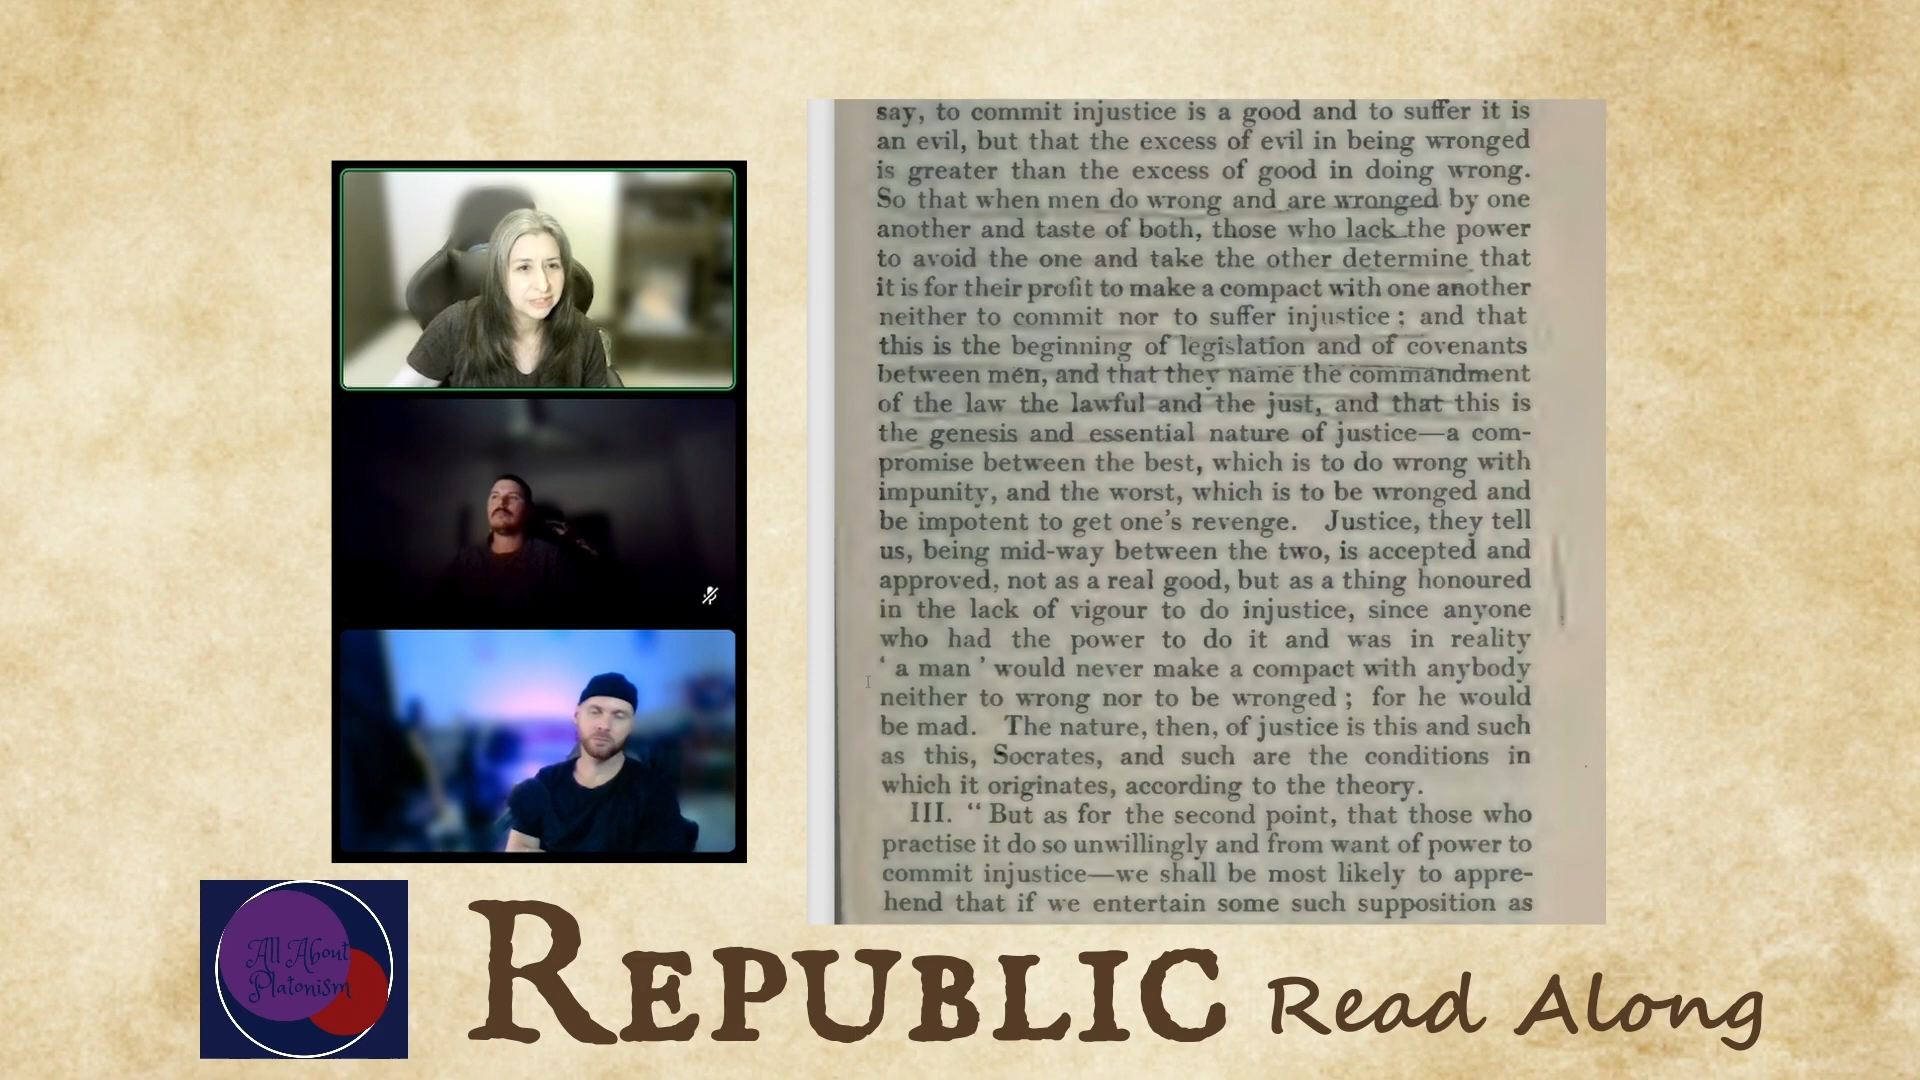 say, to commit injustice is a good and to suffer it is
an evil, but that the excess of evil in being wronged
is greater than the excess of good in doing wrong.
So that when men do wrong and are wronged by one
another and taste of both, those who lack the power
to avoid the one and take the other determine that
it is for their profit to make a compact with one another
neither to commit nor to suffer injustice ; and that
this is the beginning of legislation and of covenants
between men, and that they name the commandment
of the law the lawful and the just, and that this is
the genesis and essential nature of justice—a com-
promise between the best, which is to do wrong with
impunity, and the worst, which is to be wronged and
be impotent to get one's revenge. Justice, they tell
us, being mid-way between the two, is accepted and
approved, not as a real good, but as a thing honoured
in the lack of vigour to do injustice, since anyone
who had the power to do it and was in reality
‘ a man ’ would never make a compact with anybody
neither to wrong nor to be wronged ; for he would
be mad. The nature, then, of justice is this and such
as this, Socrates, and such are the conditions in
which it originates, according to the theory.
III. “ But as for the second point, that those who
practise it do so unwillingly and from want of power to
commit injustice—we shall be most likely to appre-
hend that if we entertain some such supposition as
All About
Platonism
REPUBLIC Read Along